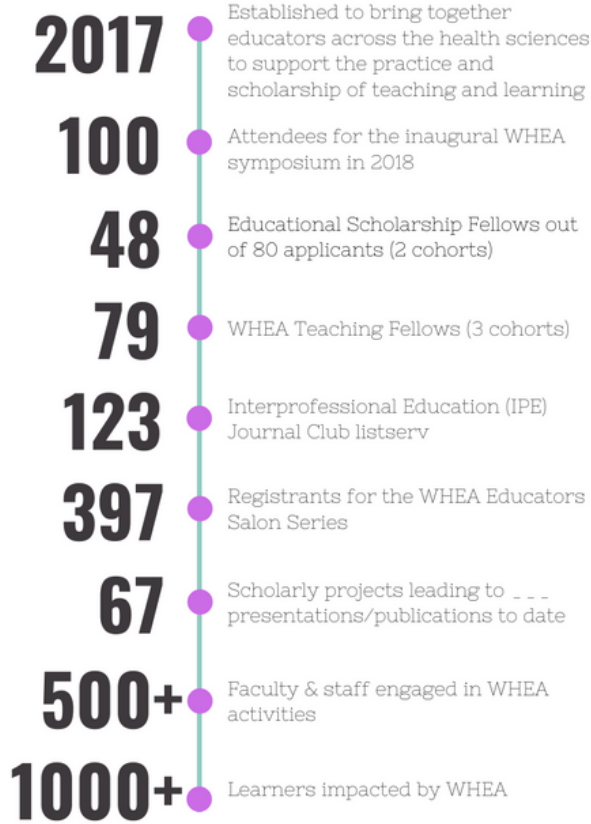 2017
Established to bring together
educators across the health sciences
to support the practice and
scholarship of teaching and learning
100
Attendees for the inaugural WHEA
symposium in 2018
48
Educational Scholarship Fellows out
of 80 applicants (2 cohorts)
79
WHEA Teaching Fellows (3 cohorts)
123
Interprofessional Education (IPE)
Journal Club listserv
397
Registrants for the WHEA Educators
Salon Series
67
Scholarly projects leading to _ _ _
presentations/publications to date
500+
Faculty & staff engaged in WHEA
activities
1000+
Learners impacted by WHEA